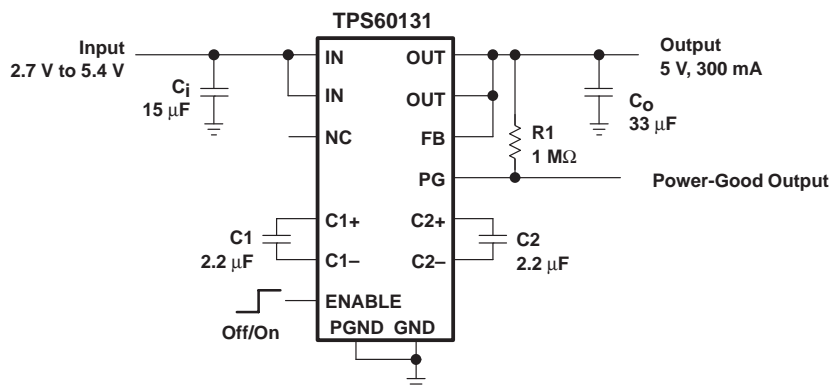 TPS60131
Input
2.7 V to 5.4 V
Ci
15 μF
IN
IN
NC
C1+
C1–
ENABLE
PGND GND
OUT
OUT
FB
PG
C2+
C2–
Output
5 V, 300 mA
Co
33 μF
R1
1 MΩ
Power-Good Output
C1
2.2 μF
C2
2.2 μF
Off/On